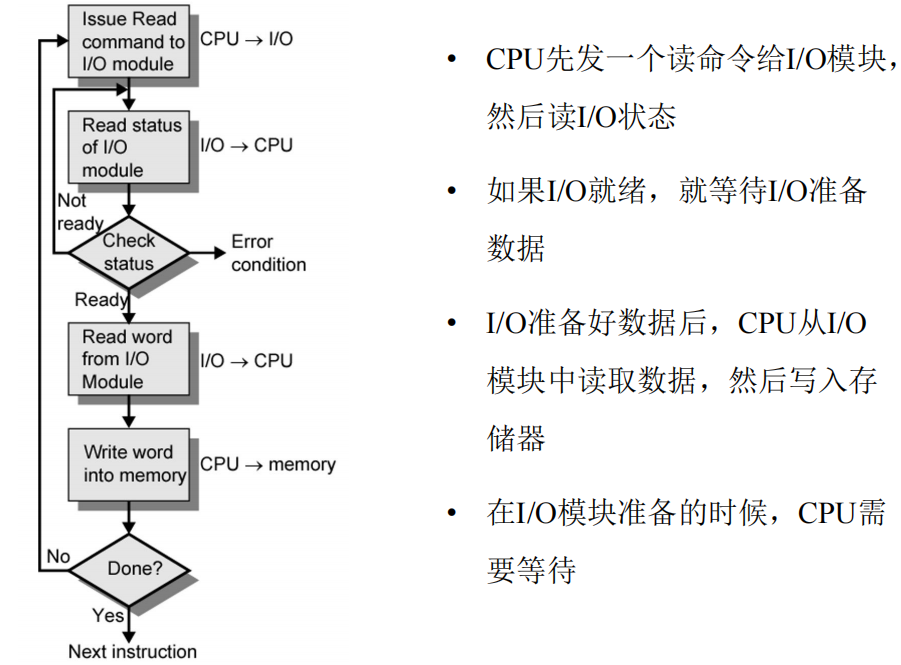 Issue Read
command to
I/O module
CPU → I/O
Read status
of I/O
module
I/O → CPU
Not
ready
Check
status
Error
condition
Ready
Read word
from I/O
Module
I/O → CPU
Write word
into memory
CPU → memory
No
Done?
Yes
Next instruction
• CPU先发一个读命令给I/O模块，
然后读I/O状态
• 如果I/O就绪，就等待I/O准备
数据
• I/O准备好数据后，CPU从I/O
模块中读取数据，然后写入存
储器
• 在I/O模块准备的时候，CPU需
要等待